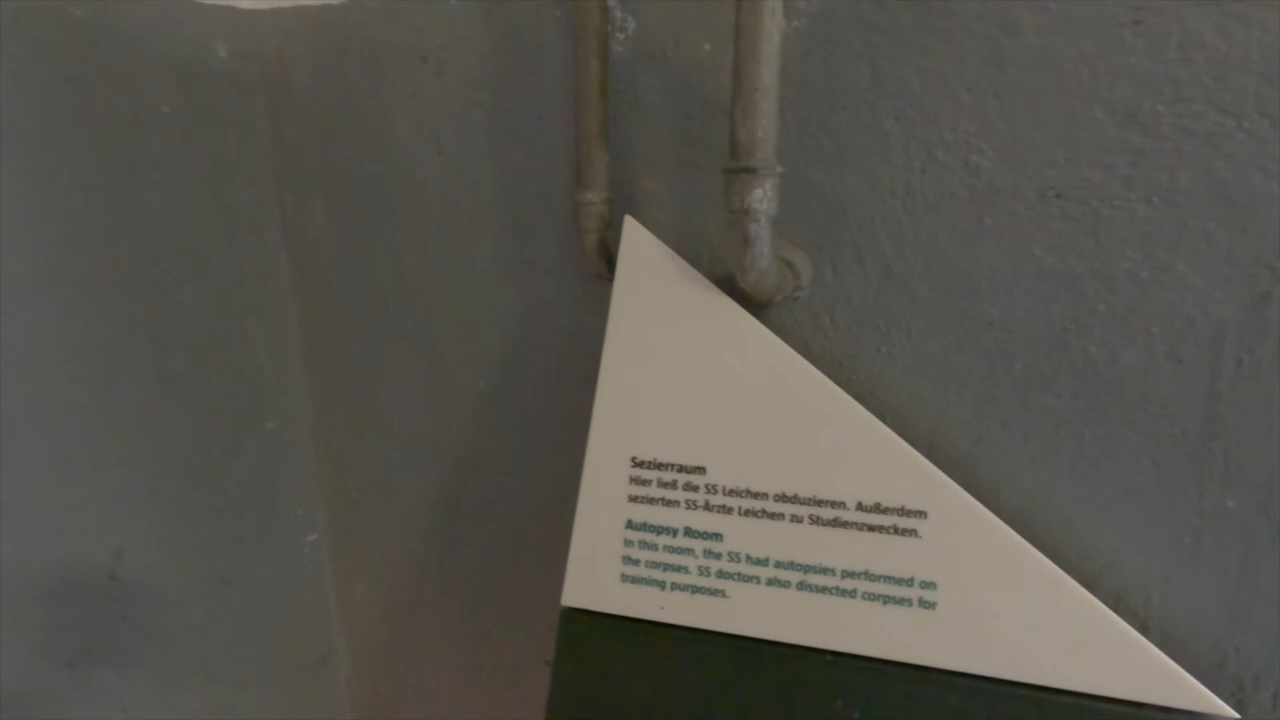 Sezierraum
Hier ließ die SS Leichen obduzieren. Außerdem
sezierten SS-Ärzte Leichen zu Studienzwecken.
Autopsy Room
In this room, the SS had autopsies performed on
the corpses. SS doctors also dissected corpses for
training purposes.